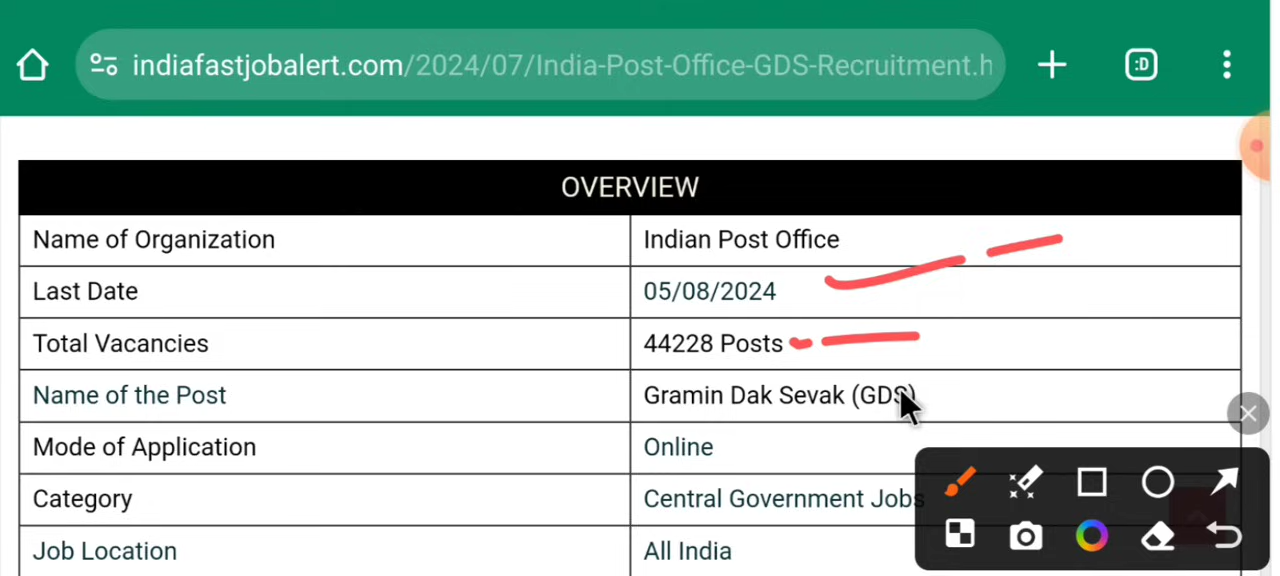 indiafastjobalert.com/2024/07/India-Post-Office-GDS-Recruitment.h
:D
OVERVIEW
Name of Organization Indian Post Office
Last Date 05/08/2024
Total Vacancies 44228 Posts
Name of the Post Gramin Dak Sevak (GDS)
Mode of Application Online
Category Central Government Jobs
Job Location All India